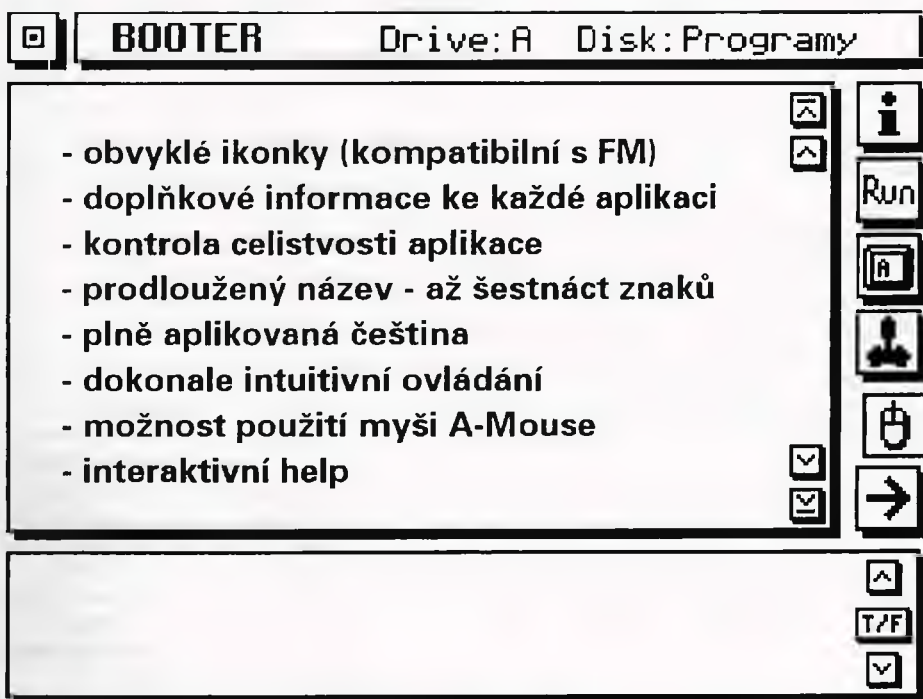 BOOTER Drive:A Disk:Programy
- obvyklé ikonky (kompatibilní s FM)
- doplňkové informace ke každé aplikaci
- kontrola celistvosti aplikace
- prodloužený název - až šestnáct znaků
- plně aplikovaná čeština
- dokonale intuitivní ovládání
- možnost použití myši A-Mouse
- interaktivní help
i
Run
A
T/F